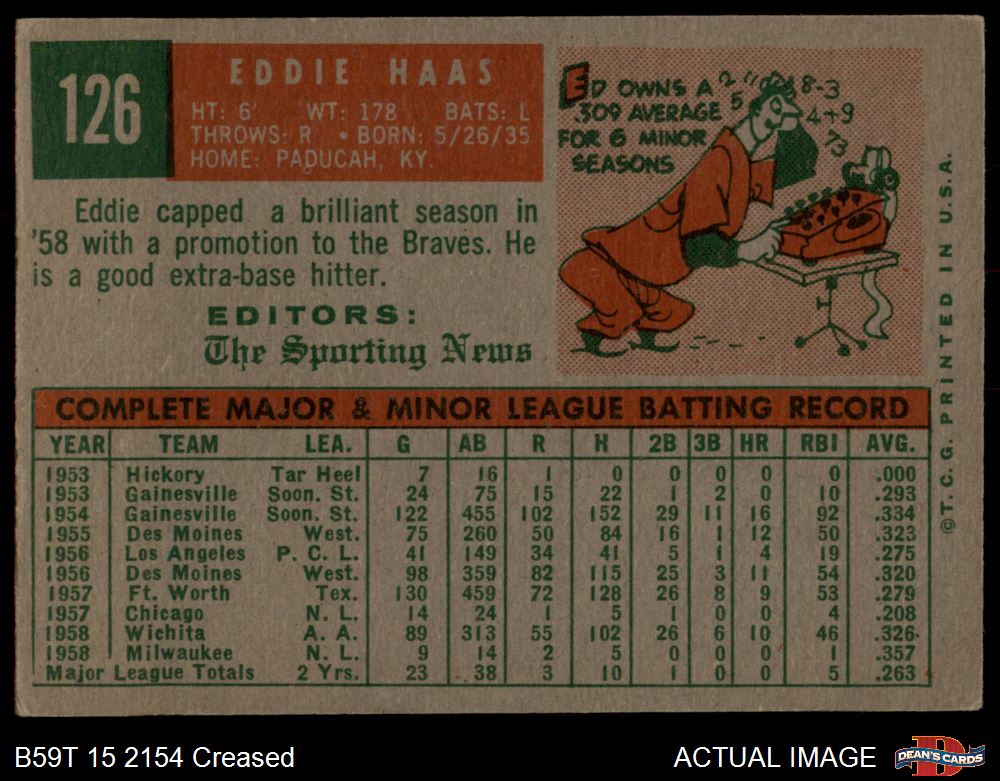 126
EDDIE HAAS
HT: 6' WT: 178 BATS: L
THROWS: R • BORN: 5/26/35
HOME: PADUCAH, KY.
Eddie capped a brilliant season in
'58 with a promotion to the Braves. He
is a good extra-base hitter.
EDITORS:
The Sporting News
ED OWNS A
.309 AVERAGE
FOR 6 MINOR
SEASONS
2 11 8-3
5 4+9
73
COMPLETE MAJOR & MINOR LEAGUE BATTING RECORD
YEAR TEAM LEA. G AB R H 2B 3B HR RBI AVG.
1953 Hickory Tar Heel 7 16 1 0 0 0 0 0 .000
1953 Gainesville Soon. St. 24 75 15 22 1 2 0 10 .293
1954 Gainesville Soon. St. 122 455 102 152 29 11 16 92 .334
1955 Des Moines West. 75 260 50 84 16 1 12 50 .323
1956 Los Angeles P. C. L. 41 149 34 41 5 1 4 19 .275
1956 Des Moines West. 98 359 82 115 25 3 11 54 .320
1957 Ft. Worth Tex. 130 459 72 128 26 8 9 53 .279
1957 Chicago N. L. 14 24 1 5 1 0 0 4 .208
1958 Wichita A. A. 89 313 55 102 26 6 10 46 .326
1958 Milwaukee N. L. 9 14 2 5 0 0 0 1 .357
Major League Totals 2 Yrs. 23 38 3 10 1 0 0 5 .263
©T. C. G. PRINTED IN U.S.A.
B59T 15 2154 Creased
ACTUAL IMAGE
DEAN'S CARDS